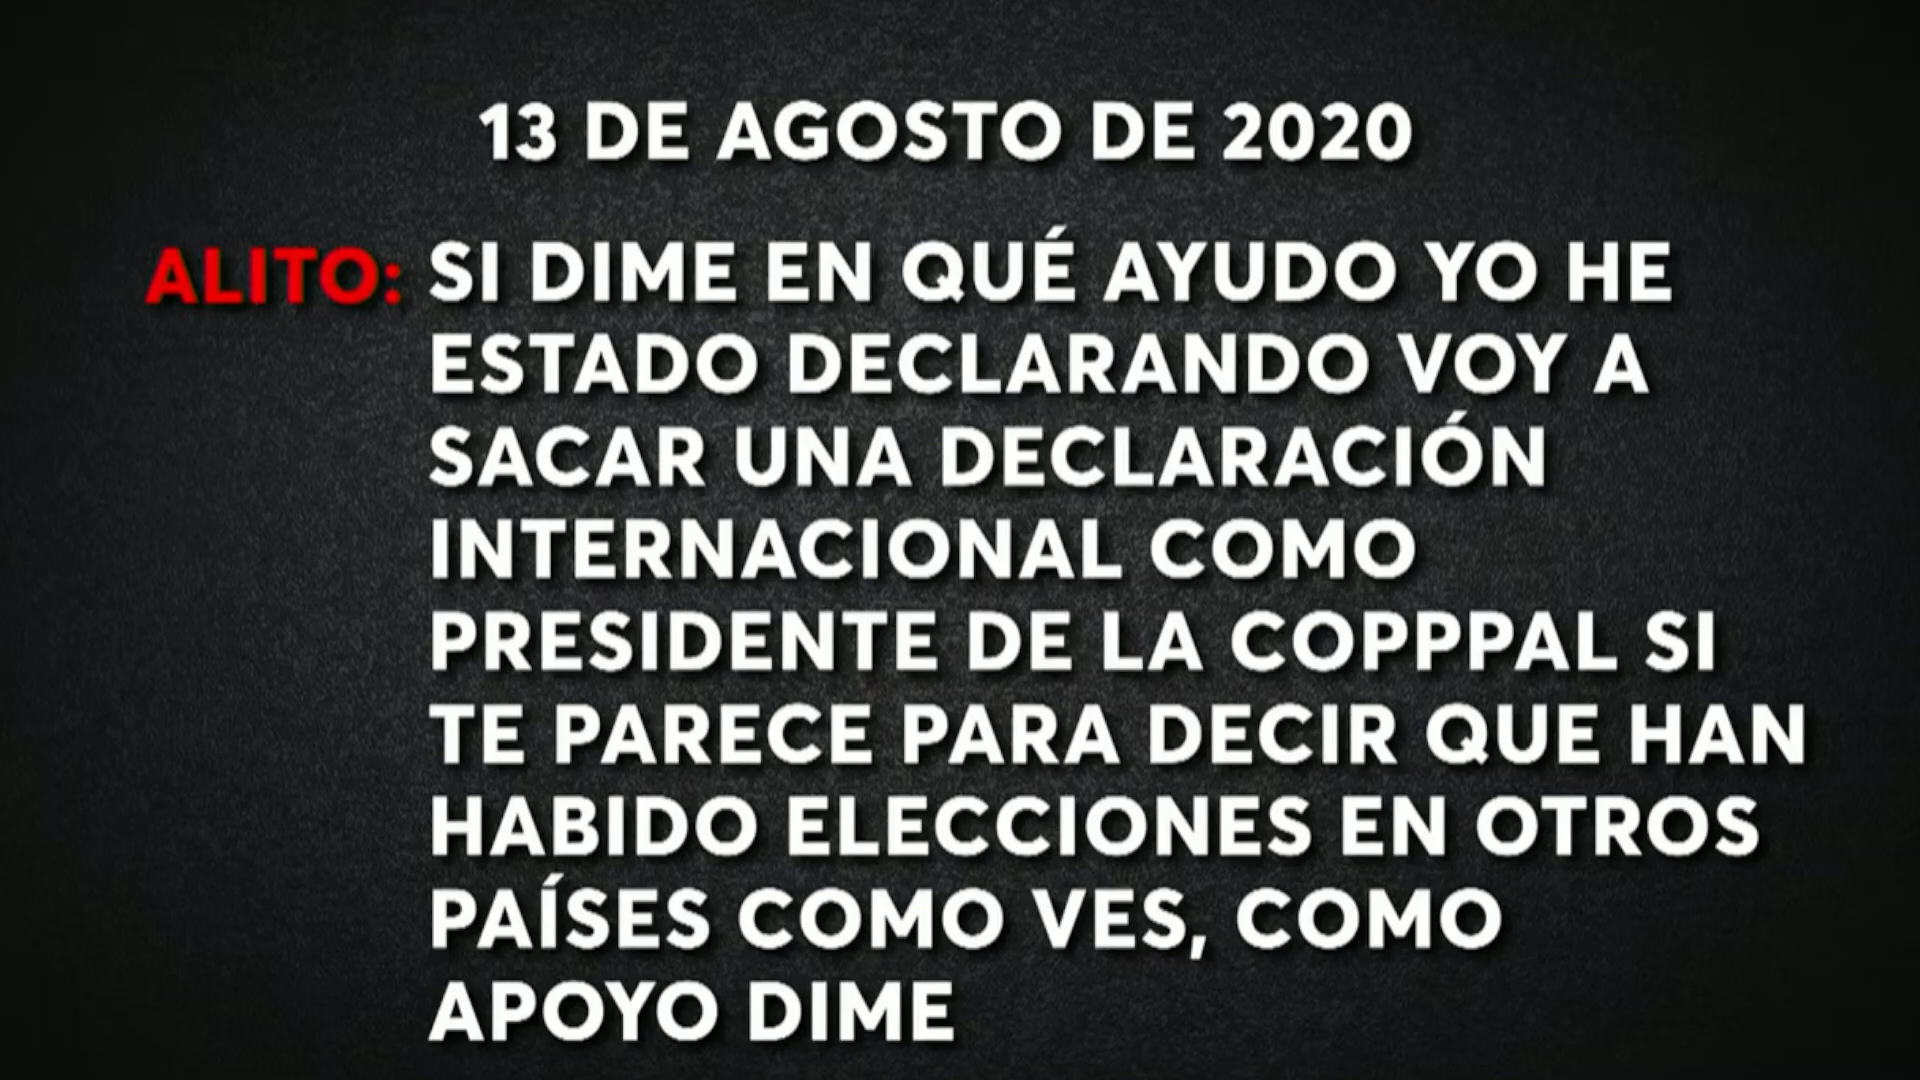 13 DE AGOSTO DE 2020
ALITO: SI DIME EN QUÉ AYUDO YO HE
ESTADO DECLARANDO VOY A
SACAR UNA DECLARACIÓN
INTERNACIONAL COMO
PRESIDENTE DE LA COPPPAL SI
TE PARECE PARA DECIR QUE HAN
HABIDO ELECCIONES EN OTROS
PAÍSES COMO VES, COMO
APOYO DIME